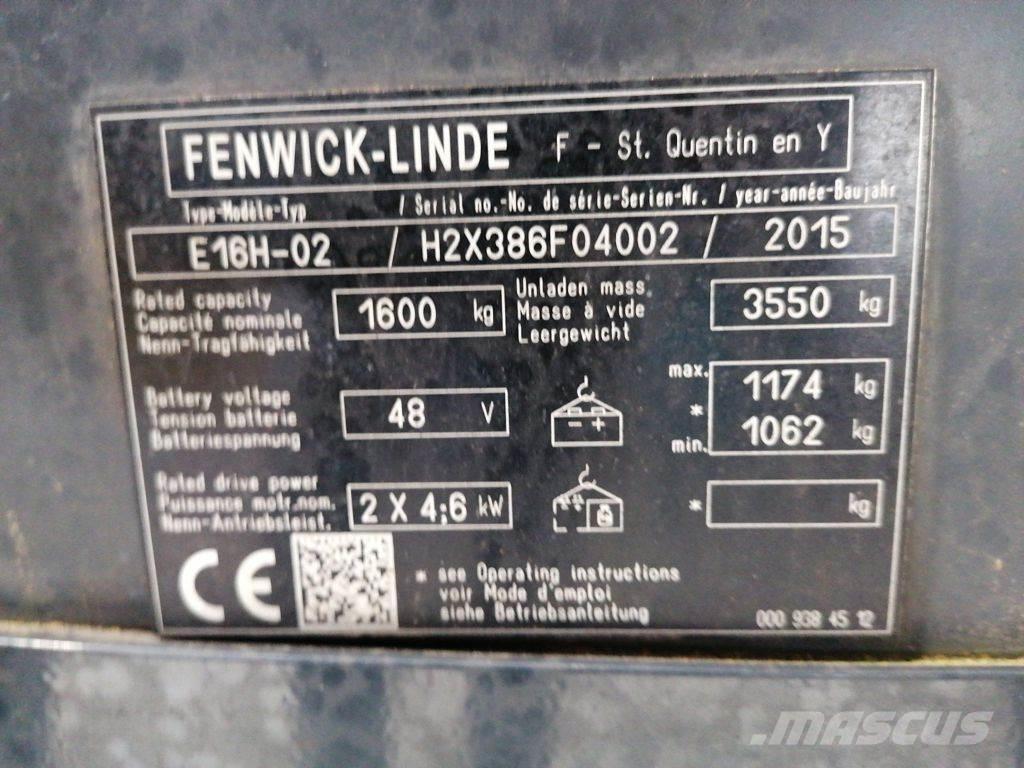 FENWICK-LINDE F - St. Quentin en Y
Type-Modèle-Typ / Serial no.-No. de série-Serien-Nr. / year-année-Baujahr
E16H-02 / H2X386F04002 / 2015
Rated capacity
Capacité nominale
Nenn-Tragfähigkeit
1600 kg
Unladen mass
Masse à vide
Leergewicht
3550 kg
Battery voltage
Tension batterie
Batteriespannung
48 V
max. 1174 kg
*
min. 1062 kg
Rated drive power
Puissance motr.nom.
Nenn-Antriebsleist.
2 X 4;6 kW
* kg
CE
* see Operating instructions
voir Mode d'emploi
siehe Betriebsanleitung
000 938 45 12
.MASCUS